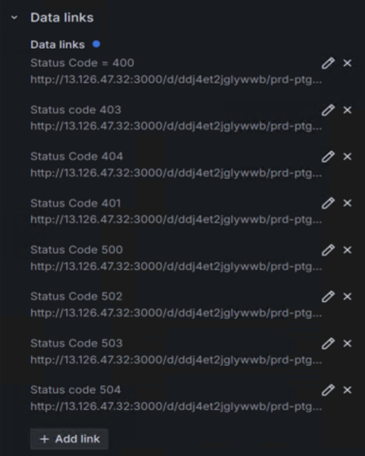 Data links
Data links
Status Code = 400
http://13.126.47.32:3000/d/ddj4et2jglywwb/prd-ptg...
Status code 403
http://13.126.47.32:3000/d/ddj4et2jglywwb/prd-ptg...
Status Code 404
http://13.126.47.32:3000/d/ddj4et2jglywwb/prd-ptg...
Status Code 401
http://13.126.47.32:3000/d/ddj4et2jglywwb/prd-ptg...
Status Code 500
http://13.126.47.32:3000/d/ddj4et2jglywwb/prd-ptg...
Status Code 502
http://13.126.47.32:3000/d/ddj4et2jglywwb/prd-ptg...
Status Code 503
http://13.126.47.32:3000/d/ddj4et2jglywwb/prd-ptg...
Status code 504
http://13.126.47.32:3000/d/ddj4et2jglywwb/prd-ptg...
+ Add link